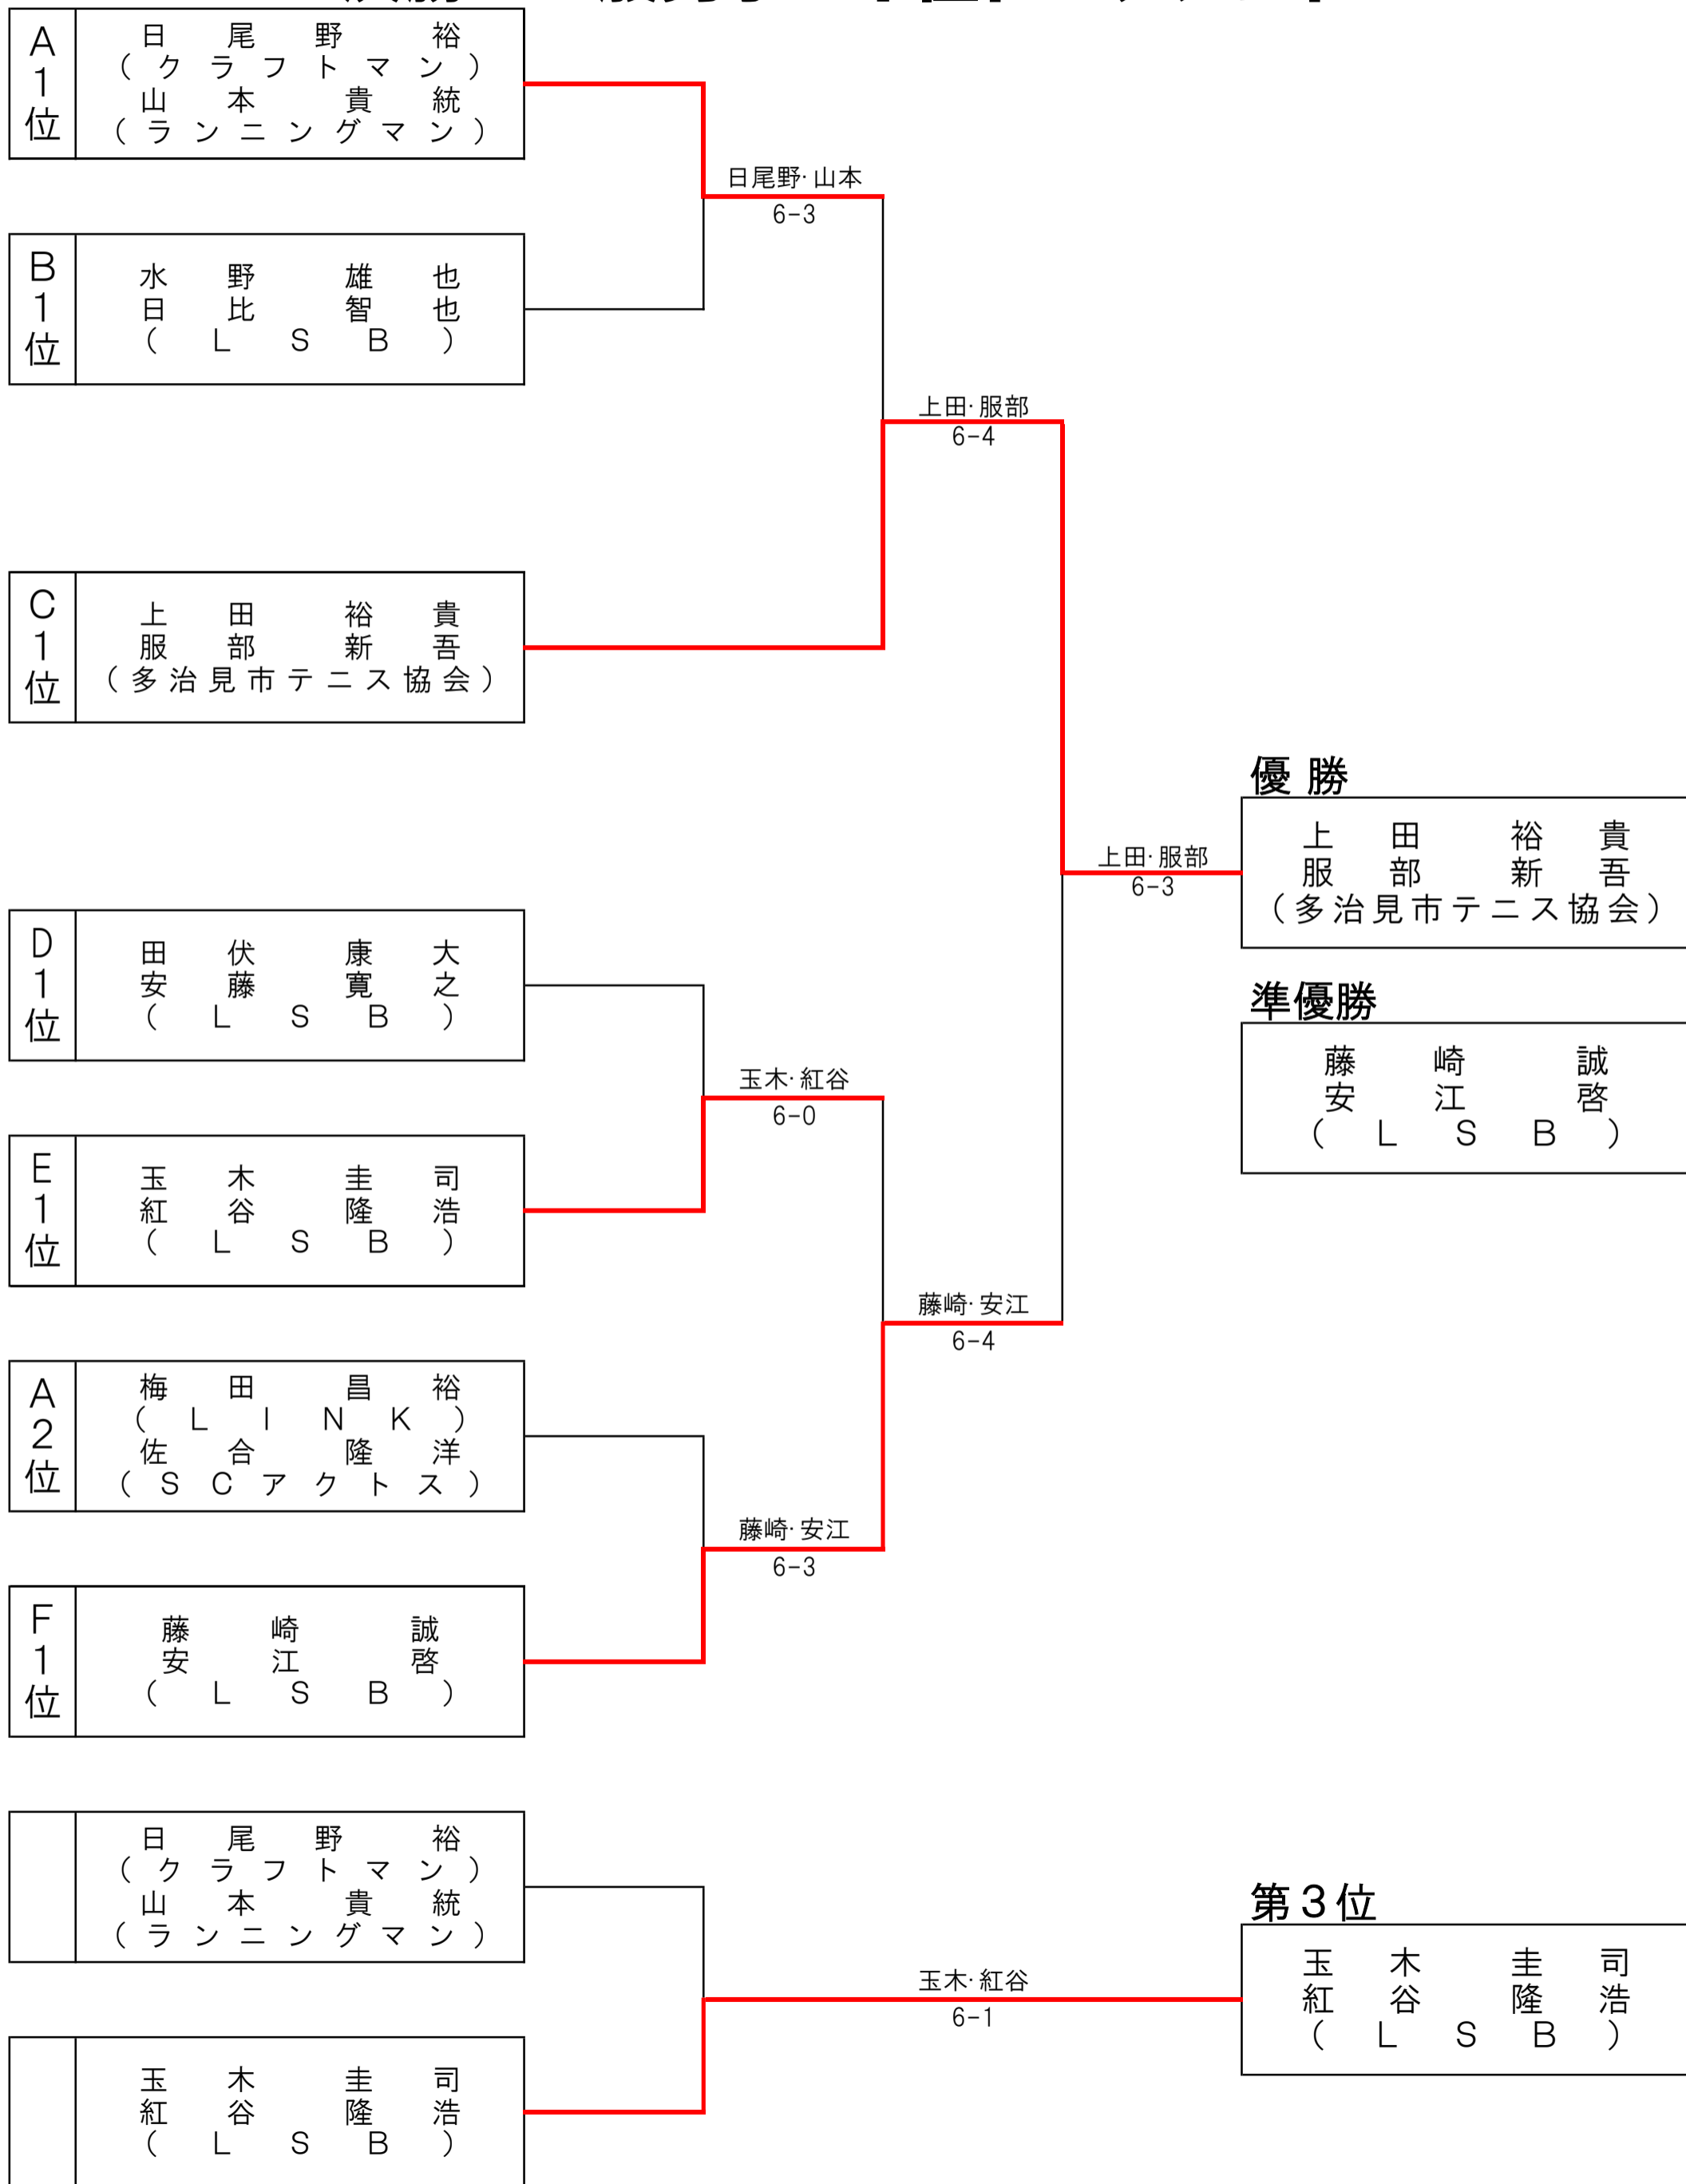 A1位
日尾野 裕
(クラフトマン)
山本 貴統
(ランニングマン)
日尾野・山本
6-3
B1位
水野 雄也
日比 智也
(LSB)
上田・服部
6-4
C1位
上田 裕貴
服部 新吾
(多治見市テニス協会)
優勝
上田 裕貴
服部 新吾
(多治見市テニス協会)
上田・服部
6-3
D1位
田伏 康大
安藤 寛之
(LSB)
準優勝
藤崎 誠
安江 啓
(LSB)
玉木・紅谷
6-0
E1位
玉木 圭司
紅谷 隆浩
(LSB)
藤崎・安江
6-4
A2位
梅田 昌裕
(LINK)
佐合 隆洋
(SCアクトス)
藤崎・安江
6-3
F1位
藤崎 誠
安江 啓
(LSB)
日尾野 裕
(クラフトマン)
山本 貴統
(ランニングマン)
第3位
玉木 圭司
紅谷 隆浩
(LSB)
玉木・紅谷
6-1
玉木 圭司
紅谷 隆浩
(LSB)